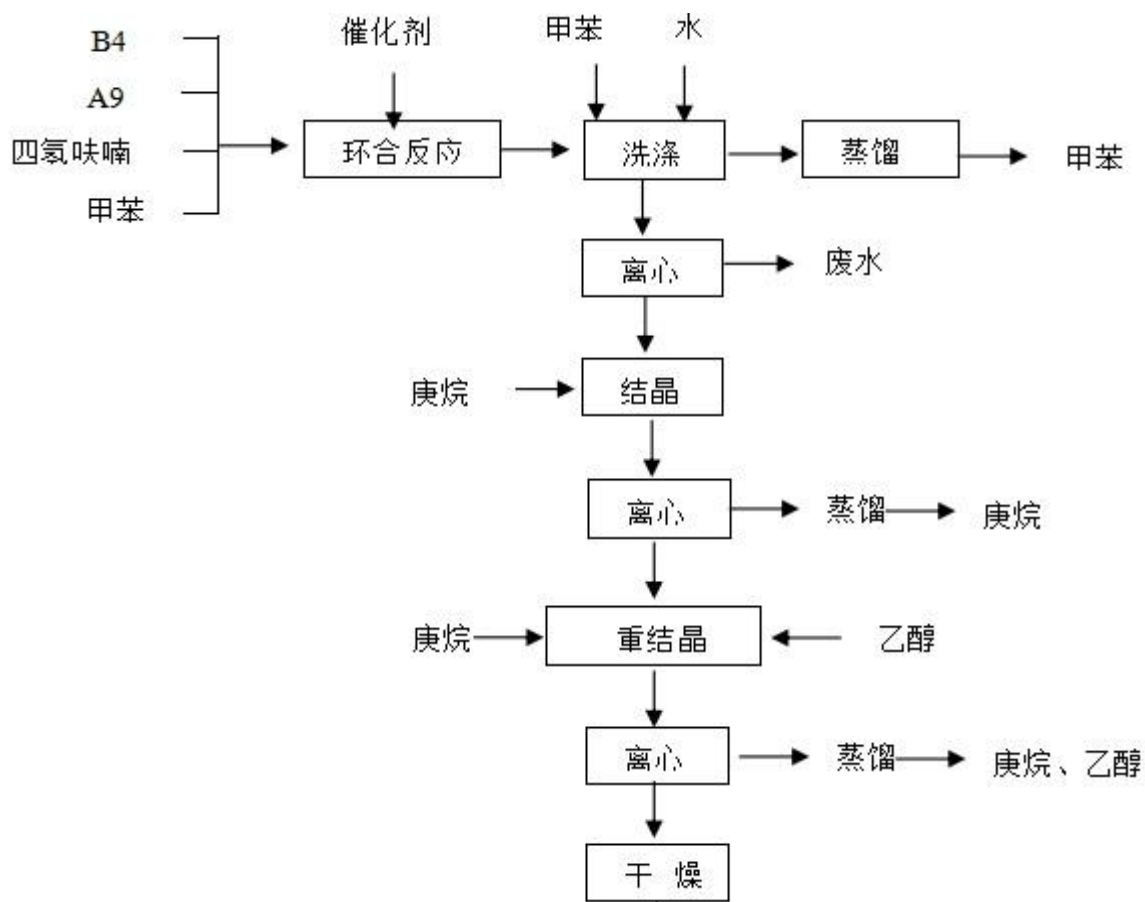 B4
催化剂
甲苯
水
A9
四氢呋喃
环合反应
洗涤
蒸馏
甲苯
甲苯
离心
废水
庚烷
结晶
离心
蒸馏
庚烷
庚烷
重结晶
乙醇
离心
蒸馏
庚烷、乙醇
干 燥